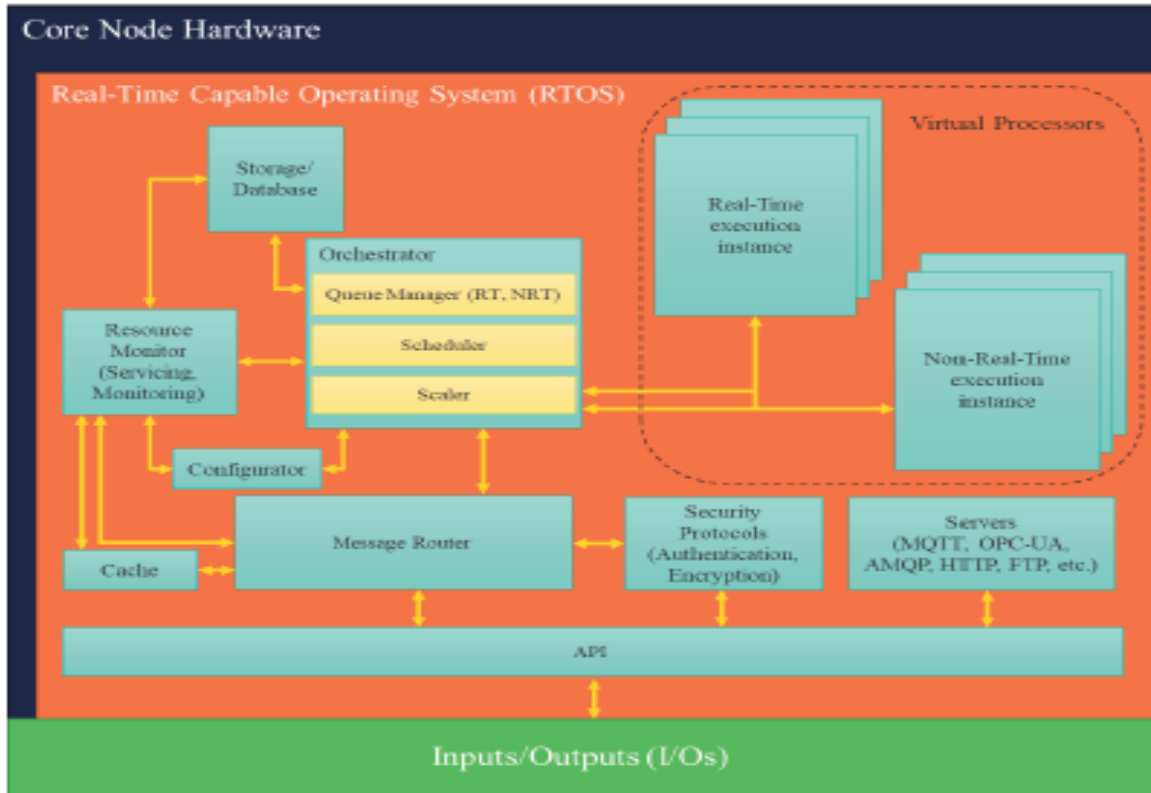 Core Node Hardware
Real-Time Capable Operating System (RTOS)
Virtual Processors
Storage/
Database
Real-Time
execution
instance
Orchestrator
Queue Manager (RT, NRT)
Scheduler
Scaler
Resource
Monitor
(Servicing,
Monitoring)
Non-Real-Time
execution
instance
Configurator
Message Router
Security
Protocols
(Authentication,
Encryption)
Servers
(MQTT, OPC-UA,
AMQP, HTTP, FTP, etc.)
Cache
API
Inputs/Outputs (I/Os)